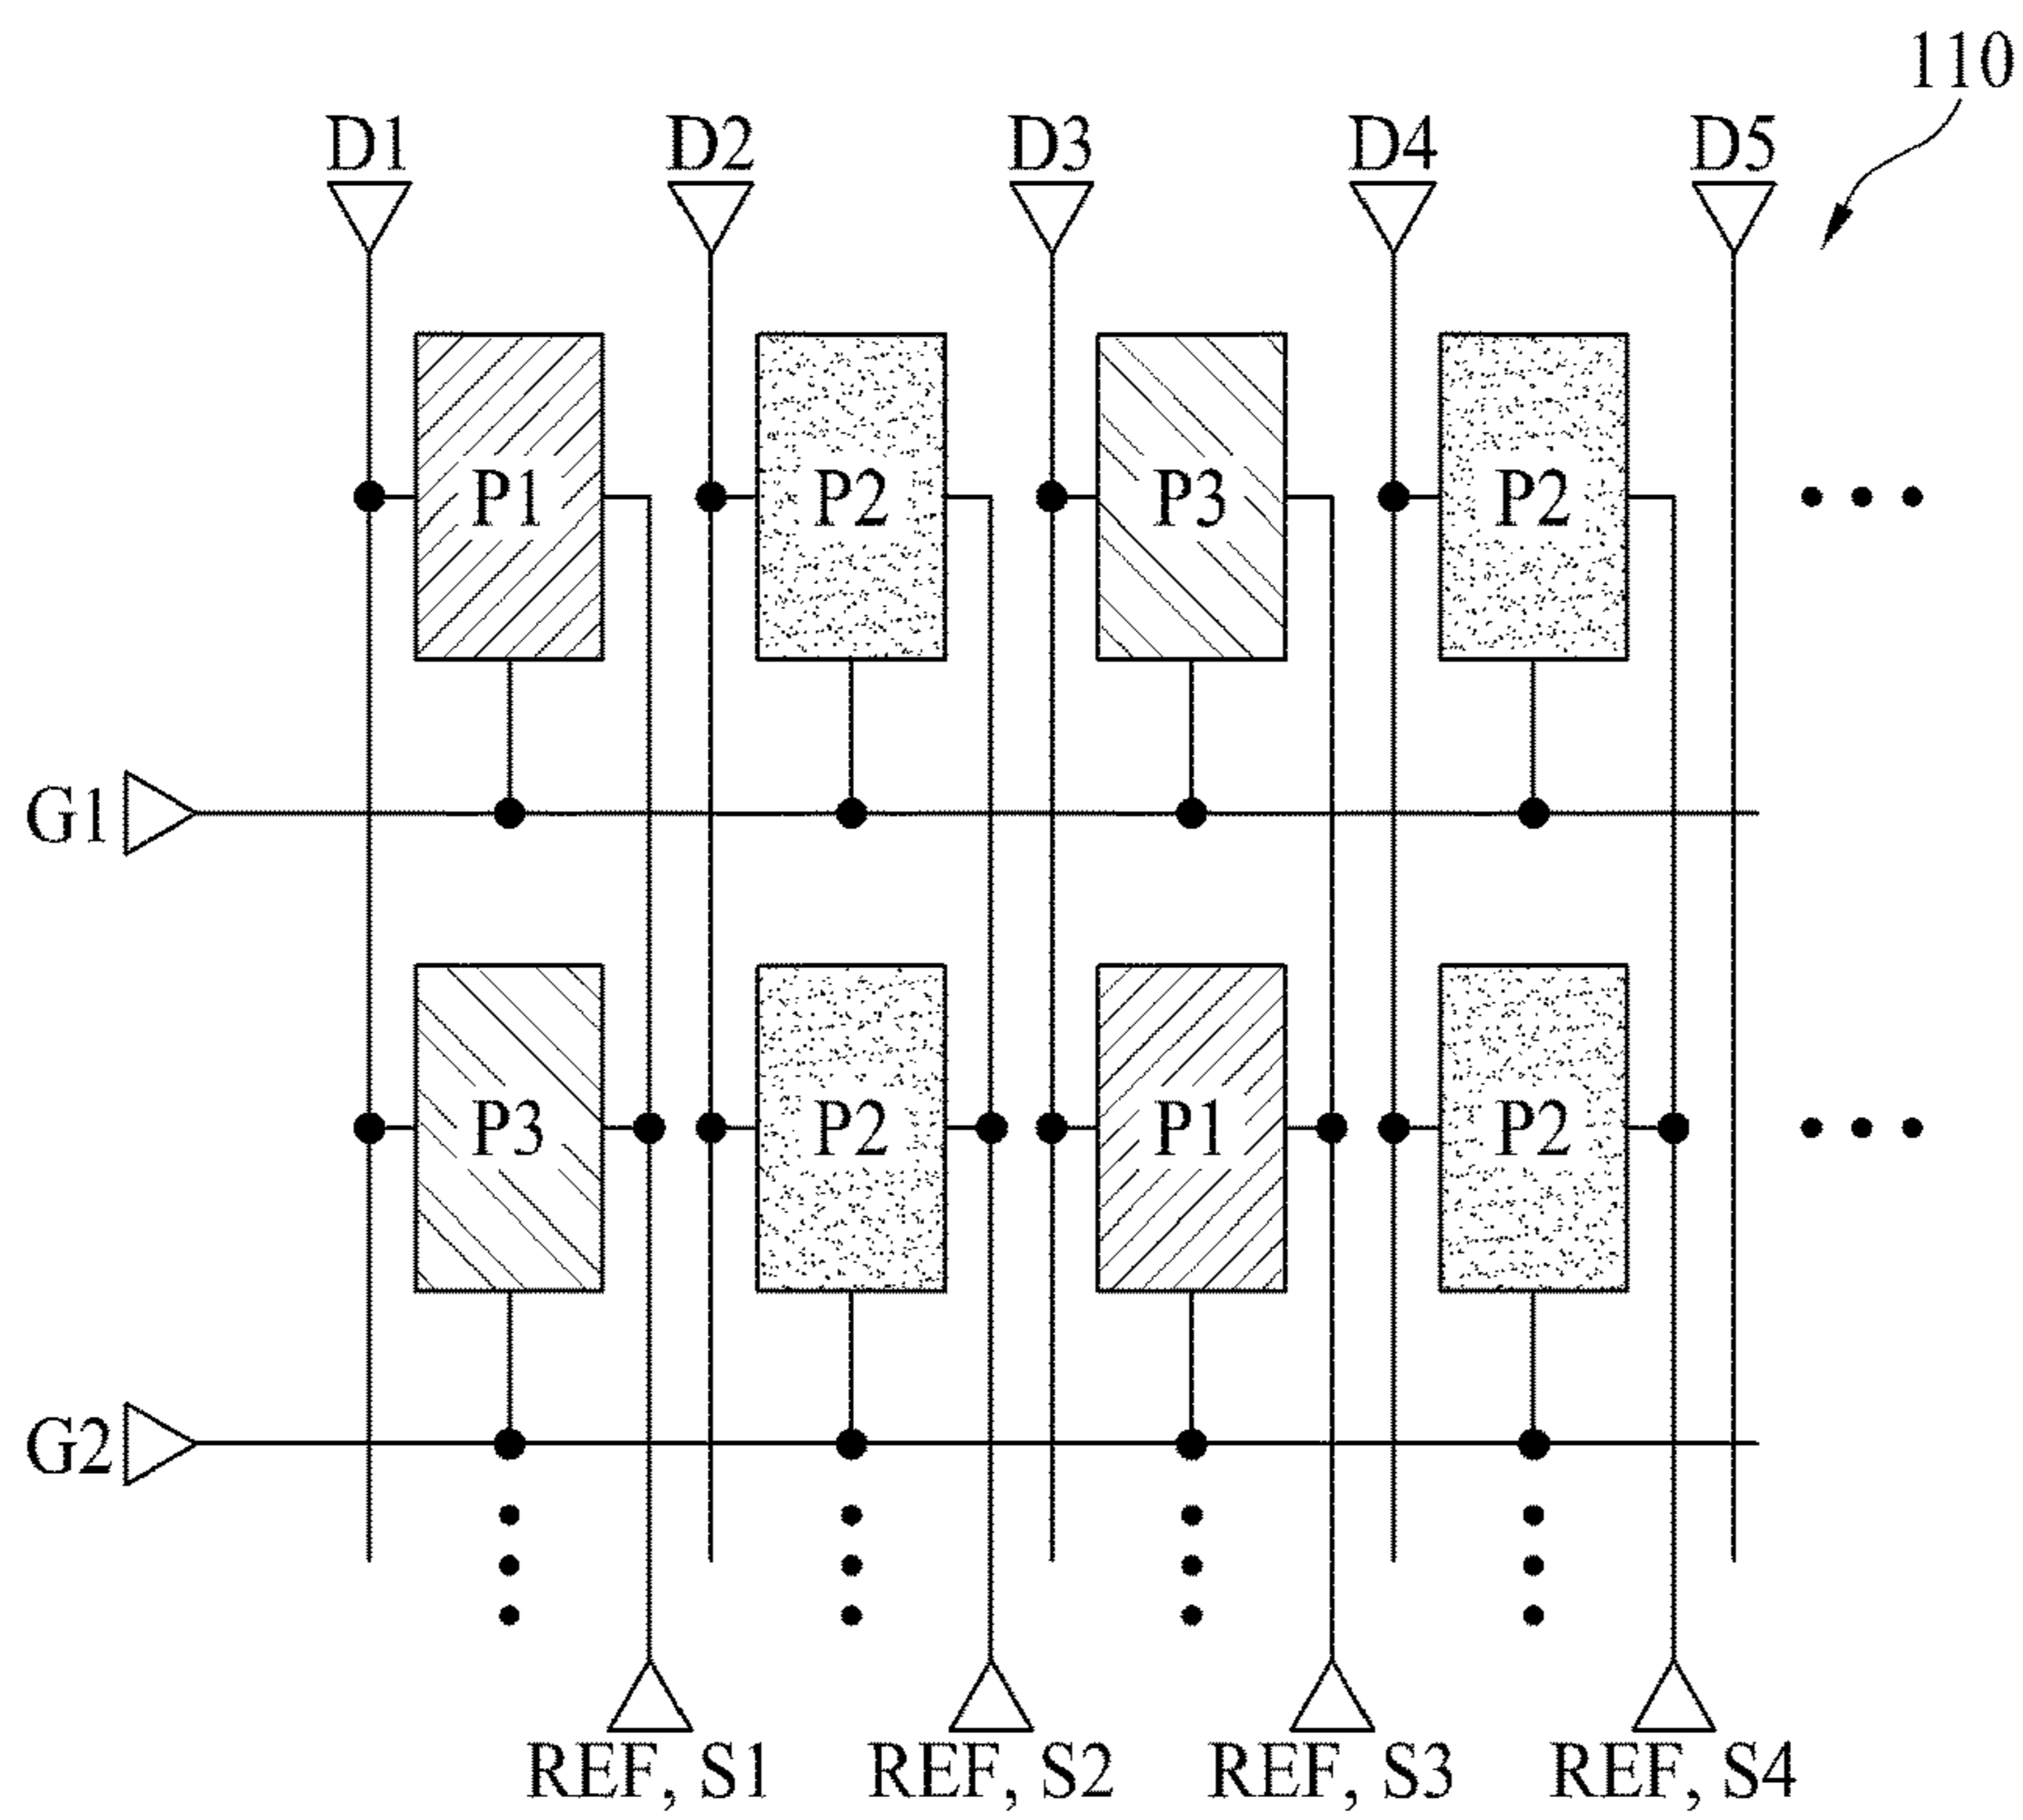 110
D1 D2 D3 D4 D5
P1 P2 P3 P2
G1
P3 P2 P1 P2
G2
REF, S1 REF, S2 REF, S3 REF, S4